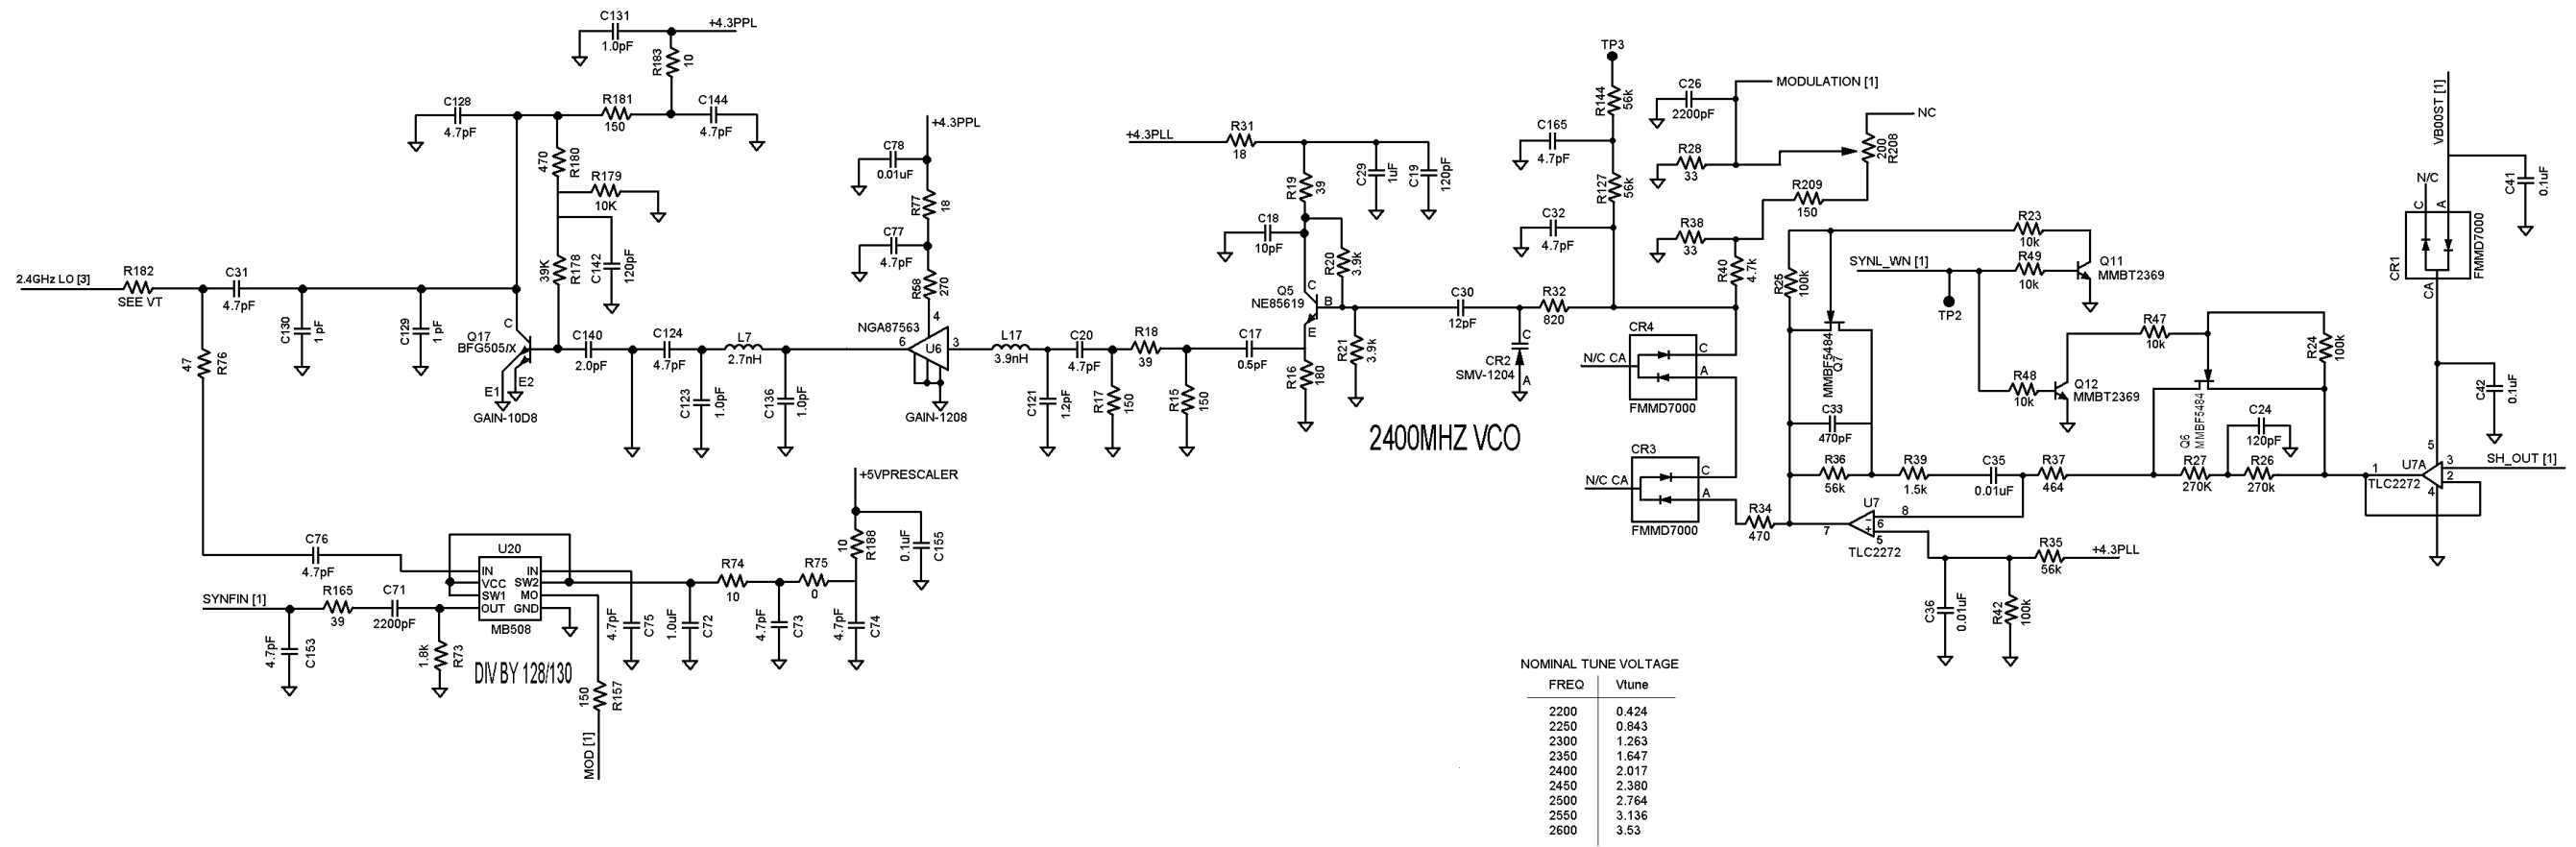 C131
1.0pF
+4.3PPL
R183
10
C128
4.7pF
R181
150
C144
4.7pF
470
R180
R179
10K
39K
R178
C142
120pF
2.4GHz LO [3]
R182
SEE VT
C31
4.7pF
C130
1 pF
C129
1 pF
47
R76
C
Q17
BFG505/X
E1
E2
GAIN-10D8
C140
2.0pF
C124
4.7pF
L7
2.7nH
C123
1.0pF
C136
1.0pF
+4.3PPL
C78
0.01uF
R77
18
C77
4.7pF
R58
270
NGA87563
4
6
U6
3
GAIN-1208
L17
3.9nH
C121
1.2pF
C20
4.7pF
R17
150
R18
39
R15
150
C17
0.5pF
+4.3PLL
R31
18
R19
39
C29
1uF
C19
120pF
C18
10pF
R20
3.9k
Q5
NE85619
C
B
E
R16
180
R21
3.9k
C30
12pF
C
CR2
SMV-1204
A
R32
820
TP3
R144
56k
C165
4.7pF
R127
56k
C32
4.7pF
C26
2200pF
MODULATION [1]
R28
33
NC
200
R208
R209
150
R38
33
R40
4.7k
CR4
N/C CA
C
A
FMMD7000
CR3
N/C CA
C
A
FMMD7000
2400MHZ VCO
R34
470
R25
100k
MMBF5484
Q7
C33
470pF
R36
56k
R39
1.5k
C35
0.01uF
R37
464
U7
7
8
6
5
TLC2272
SYNL_WN [1]
TP2
R23
10k
R49
10k
Q11
MMBT2369
R48
10k
Q12
MMBT2369
R47
10k
R24
100k
Q6
MMBF5484
C24
120pF
R27
270K
R26
270k
VB00ST [1]
N/C
C
A
CR1
FMMD7000
CA
C41
0.1uF
C42
0.1uF
5
U7A
1
3
2
4
TLC2272
SH_OUT [1]
C36
0.01uF
R42
100k
R35
56k
+4.3PLL
+5VPRESCALER
10
R188
0.1uF
C155
C76
4.7pF
U20
IN
VCC
SW1
OUT
IN
SW2
MO
GND
MB508
SYNFIN [1]
R165
39
C71
2200pF
4.7pF
C153
1.8k
R73
DIV BY 128/130
150
R157
MOD [1]
4.7pF
C75
1.0uF
C72
R74
10
4.7pF
C73
R75
0
4.7pF
C74
NOMINAL TUNE VOLTAGE
FREQ Vtune
2200 0.424
2250 0.843
2300 1.263
2350 1.647
2400 2.017
2450 2.380
2500 2.764
2550 3.136
2600 3.53